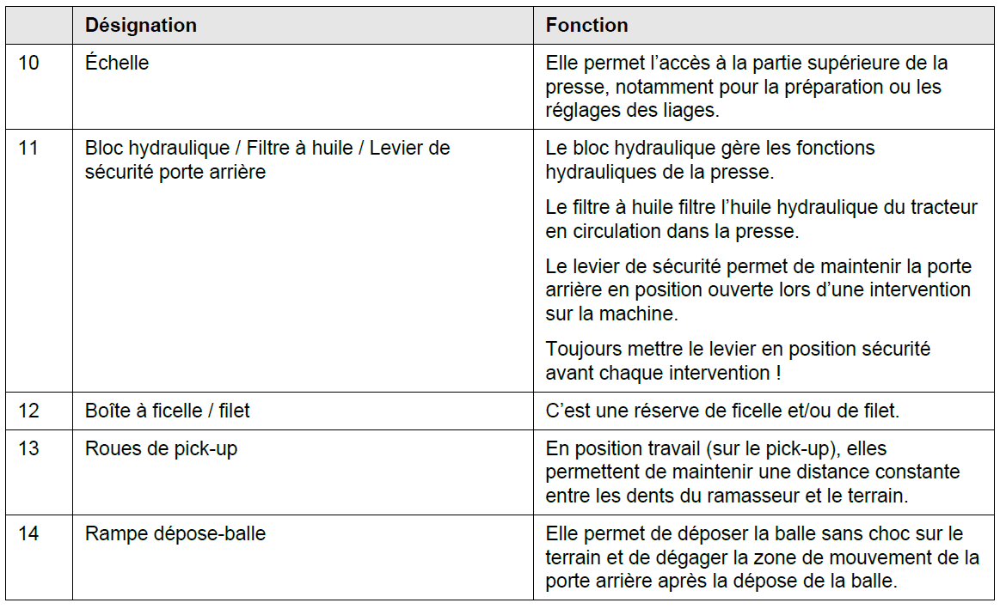 Désignation Fonction
10 Échelle Elle permet l’accès à la partie supérieure de la
presse, notamment pour la préparation ou les
réglages des liages.
11 Bloc hydraulique / Filtre à huile / Levier de
sécurité porte arrière
Le bloc hydraulique gère les fonctions
hydrauliques de la presse.
Le filtre à huile filtre l’huile hydraulique du tracteur
en circulation dans la presse.
Le levier de sécurité permet de maintenir la porte
arrière en position ouverte lors d’une intervention
sur la machine.
Toujours mettre le levier en position sécurité
avant chaque intervention !
12 Boîte à ficelle / filet C’est une réserve de ficelle et/ou de filet.
13 Roues de pick-up En position travail (sur le pick-up), elles
permettent de maintenir une distance constante
entre les dents du ramasseur et le terrain.
14 Rampe dépose-balle Elle permet de déposer la balle sans choc sur le
terrain et de dégager la zone de mouvement de la
porte arrière après la dépose de la balle.